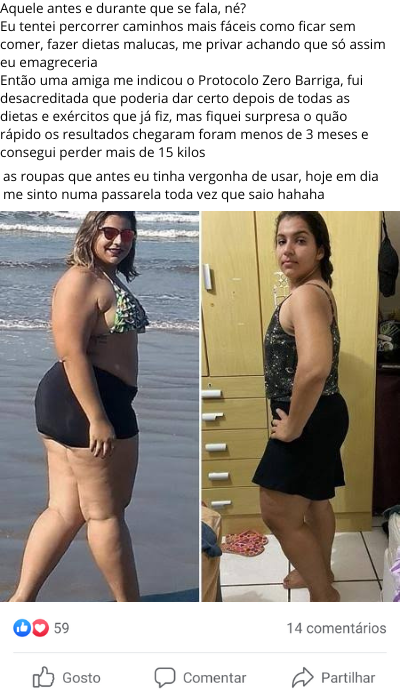 Aquele antes e durante que se fala, né?
Eu tentei percorrer caminhos mais fáceis como ficar sem
comer, fazer dietas malucas, me privar achando que só assim
eu emagreceria
Então uma amiga me indicou o Protocolo Zero Barriga, fui
desacreditada que poderia dar certo depois de todas as
dietas e exércitos que já fiz, mas fiquei surpresa o quão
rápido os resultados chegaram foram menos de 3 meses e
consegui perder mais de 15 kilos
as roupas que antes eu tinha vergonha de usar, hoje em dia
me sinto numa passarela toda vez que saio hahaha
59
14 comentários
Gosto
Comentar
Partilhar